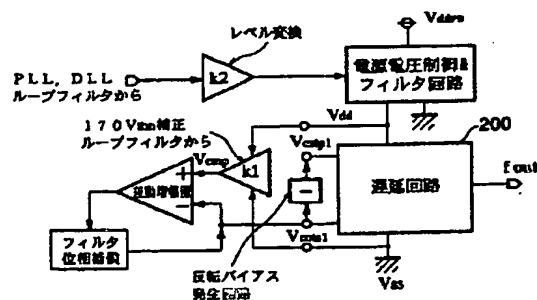 レベル変換
Vddrs
PLL, DLL
ループフィルタから
k2
電源電圧制御&
フィルタ回路
170Vthn補正
ループフィルタから
Vdd
200
Vcntp1
Vcmp
k1
+
−
差動増幅器
−
遅延回路
fout
フィルタ
位相補償
Vcntn1
反転バイアス
発生回路
Vss